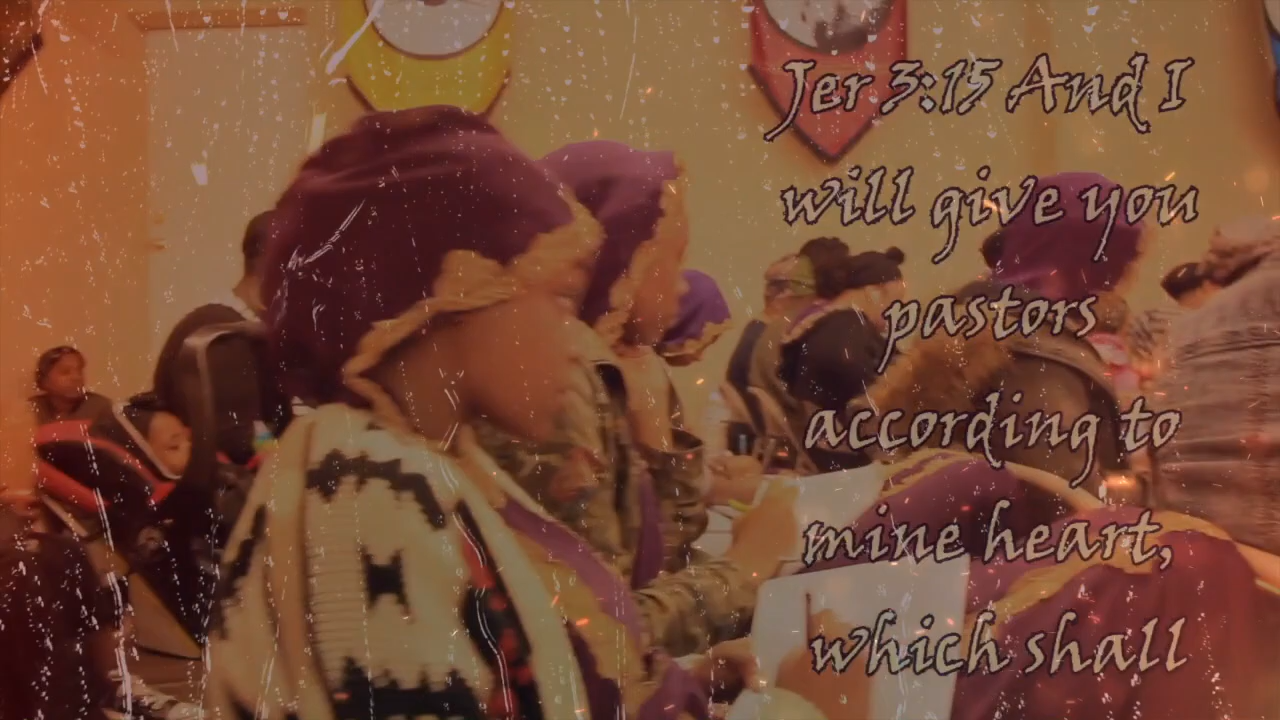 Jer 3:15 And I
will give you
pastors
according to
mine heart,
which shall